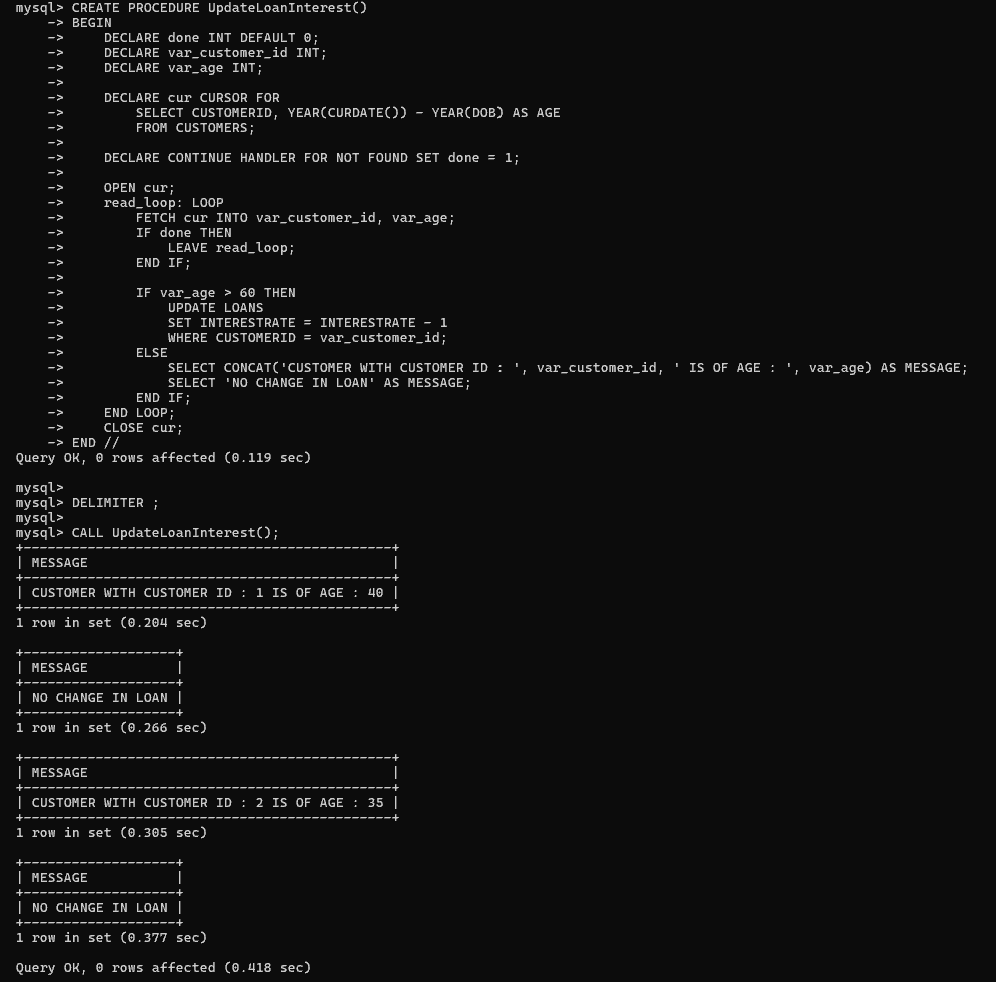 mysql> CREATE PROCEDURE UpdateLoanInterest()
    -> BEGIN
    ->     DECLARE done INT DEFAULT 0;
    ->     DECLARE var_customer_id INT;
    ->     DECLARE var_age INT;
    ->
    ->     DECLARE cur CURSOR FOR
    ->         SELECT CUSTOMERID, YEAR(CURDATE()) - YEAR(DOB) AS AGE
    ->         FROM CUSTOMERS;
    ->
    ->     DECLARE CONTINUE HANDLER FOR NOT FOUND SET done = 1;
    ->
    ->     OPEN cur;
    ->     read_loop: LOOP
    ->         FETCH cur INTO var_customer_id, var_age;
    ->         IF done THEN
    ->             LEAVE read_loop;
    ->         END IF;
    ->
    ->         IF var_age > 60 THEN
    ->             UPDATE LOANS
    ->             SET INTERESTRATE = INTERESTRATE - 1
    ->             WHERE CUSTOMERID = var_customer_id;
    ->         ELSE
    ->             SELECT CONCAT('CUSTOMER WITH CUSTOMER ID : ', var_customer_id, ' IS OF AGE : ', var_age) AS MESSAGE;
    ->             SELECT 'NO CHANGE IN LOAN' AS MESSAGE;
    ->         END IF;
    ->     END LOOP;
    ->     CLOSE cur;
    -> END //
Query OK, 0 rows affected (0.119 sec)

mysql>
mysql> DELIMITER ;
mysql>
mysql> CALL UpdateLoanInterest();
+----------------------------------------------+
| MESSAGE                                      |
+----------------------------------------------+
| CUSTOMER WITH CUSTOMER ID : 1 IS OF AGE : 40 |
+----------------------------------------------+
1 row in set (0.204 sec)

+-------------------+
| MESSAGE           |
+-------------------+
| NO CHANGE IN LOAN |
+-------------------+
1 row in set (0.266 sec)

+----------------------------------------------+
| MESSAGE                                      |
+----------------------------------------------+
| CUSTOMER WITH CUSTOMER ID : 2 IS OF AGE : 35 |
+----------------------------------------------+
1 row in set (0.305 sec)

+-------------------+
| MESSAGE           |
+-------------------+
| NO CHANGE IN LOAN |
+-------------------+
1 row in set (0.377 sec)

Query OK, 0 rows affected (0.418 sec)